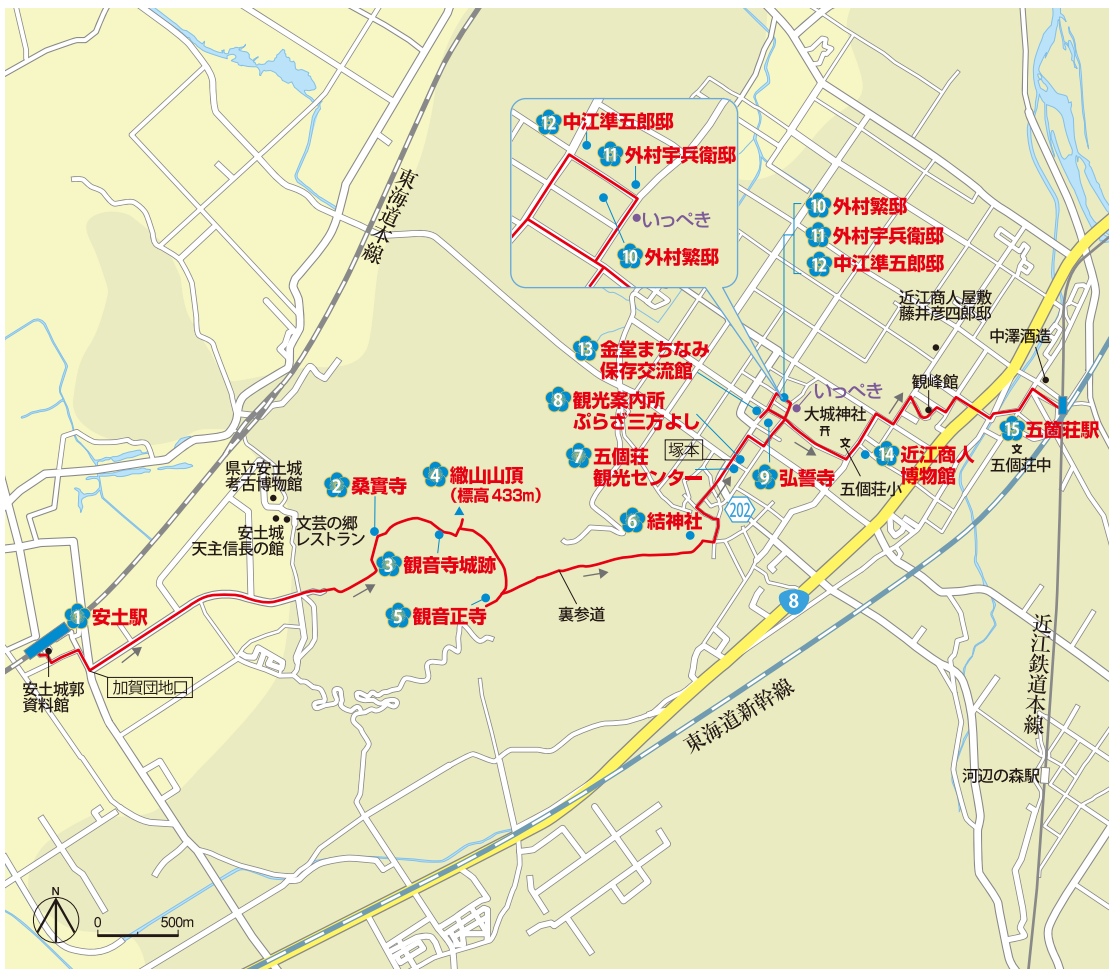 12 中江準五郎邸
11 外村宇兵衛邸
いっぺき
10 外村繁邸
東海道本線
10 外村繁邸
11 外村宇兵衛邸
12 中江準五郎邸
近江商人屋敷
藤井彦四郎邸
中澤酒造
13 金堂まちなみ
保存交流館
いっぺき
観峰館
8 観光案内所
ぷらざ三方よし
大城神社
文
15 五箇荘駅
文
五個荘中
塚本
7 五個荘
観光センター
14 近江商人
博物館
9 弘誓寺
五個荘小
県立安土城
考古博物館
2 桑實寺
4 繖山山頂
(標高433m)
202
6 結神社
文芸の郷
レストラン
安土城
天主信長の館
3 観音寺城跡
8
1 安土駅
5 観音正寺
裏参道
近江鉄道本線
安土城郭
資料館
加賀団地口
東海道新幹線
河辺の森駅
N
0 500m